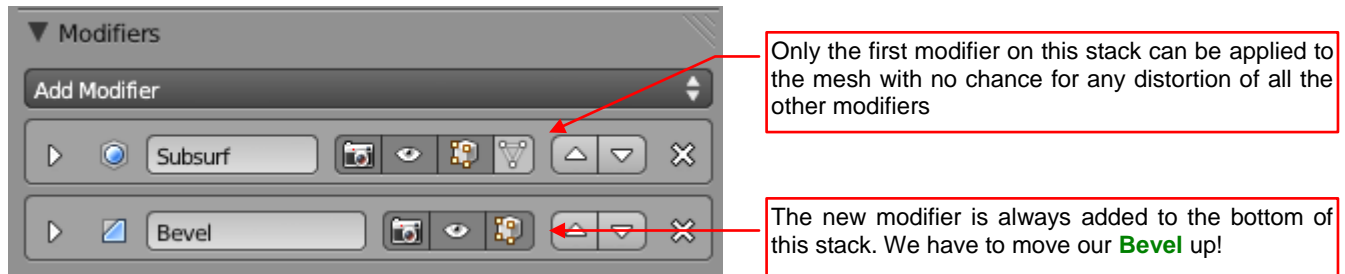 Modifiers
Add Modifier
Only the first modifier on this stack can be applied to
the mesh with no chance for any distortion of all the
other modifiers
Subsurf
Bevel
The new modifier is always added to the bottom of
this stack. We have to move our Bevel up!